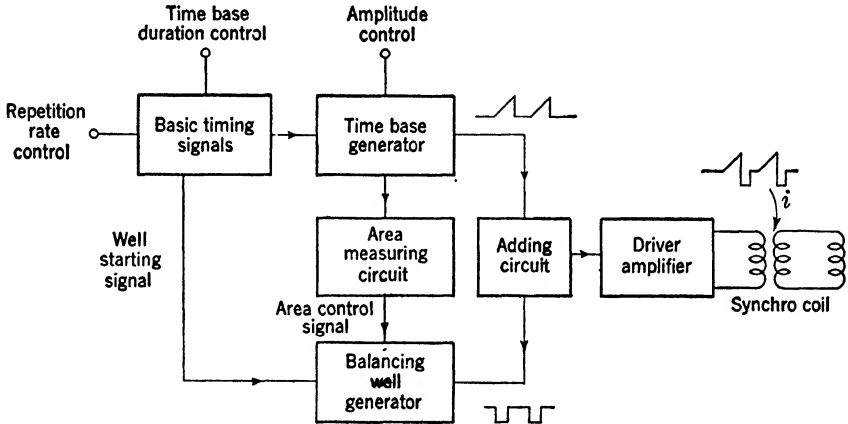 Time base
duration control
Amplitude
control
Repetition
rate
control
Basic timing
signals
Time base
generator
Well
starting
signal
Area
measuring
circuit
Adding
circuit
Driver
amplifier
i
Synchro coil
Area control
signal
Balancing
well
generator